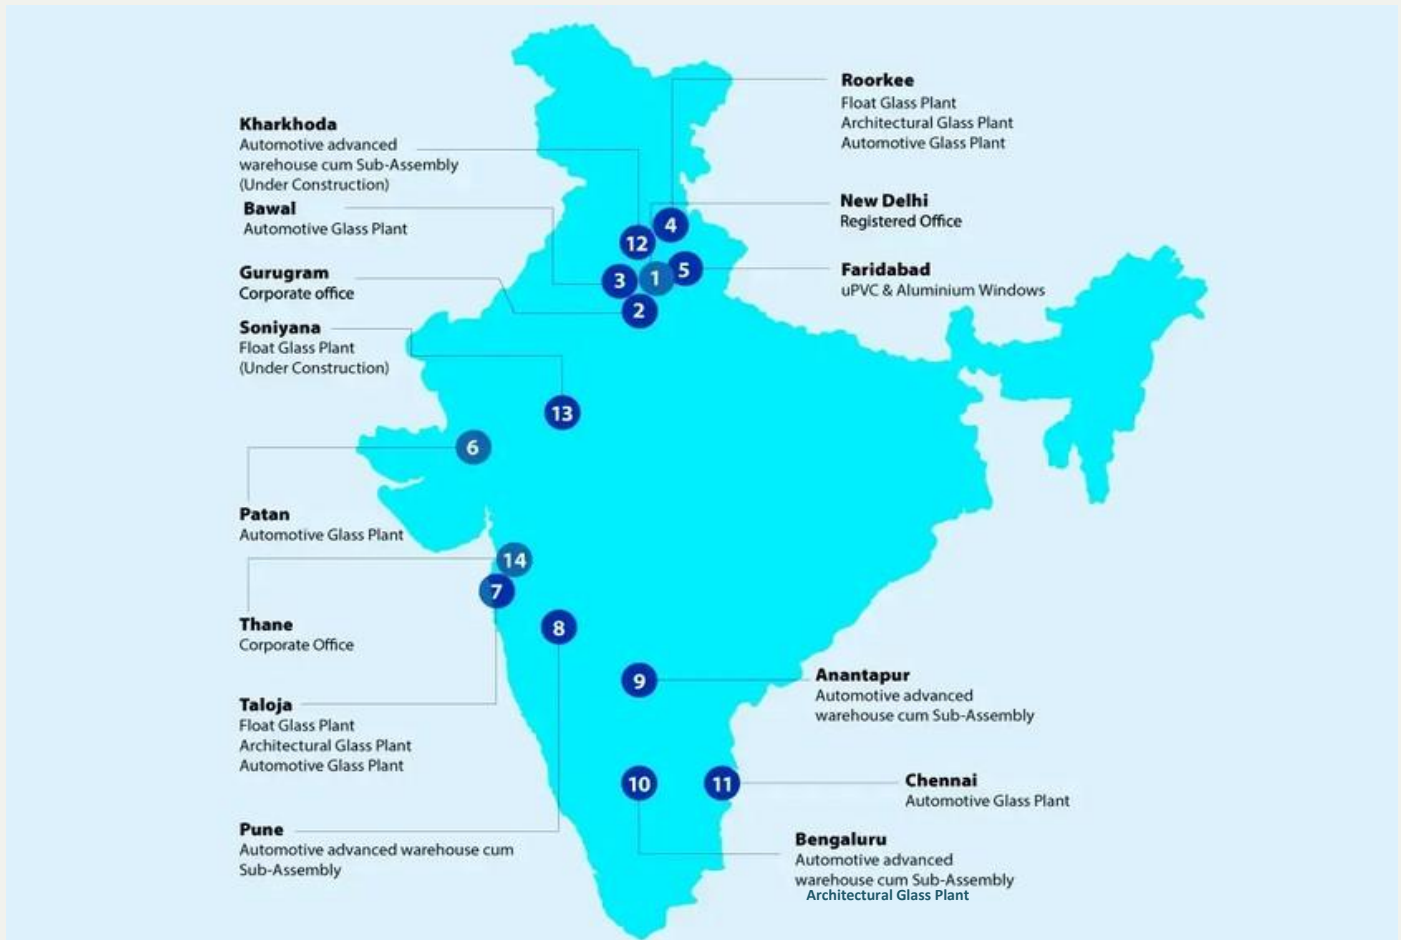 Kharkhoda
Automotive advanced
warehouse cum Sub-Assembly
(Under Construction)
Bawal
Automotive Glass Plant
Gurugram
Corporate office
Soniyana
Float Glass Plant
(Under Construction)
Patan
Automotive Glass Plant
Thane
Corporate Office
Taloja
Float Glass Plant
Architectural Glass Plant
Automotive Glass Plant
Pune
Automotive advanced warehouse cum
Sub-Assembly
4
12
3
1
5
2
13
6
14
7
8
9
10
11
Roorkee
Float Glass Plant
Architectural Glass Plant
Automotive Glass Plant
New Delhi
Registered Office
Faridabad
uPVC & Aluminium Windows
Anantapur
Automotive advanced
warehouse cum Sub-Assembly
Chennai
Automotive Glass Plant
Bengaluru
Automotive advanced
warehouse cum Sub-Assembly
Architectural Glass Plant